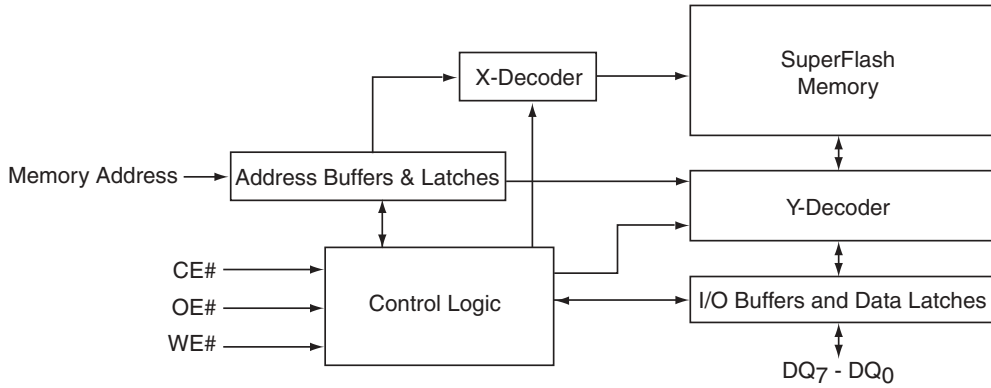 SuperFlash
Memory
X-Decoder
Memory Address
Address Buffers & Latches
Y-Decoder
CE#
OE#
WE#
Control Logic
I/O Buffers and Data Latches
DQ7 - DQ0